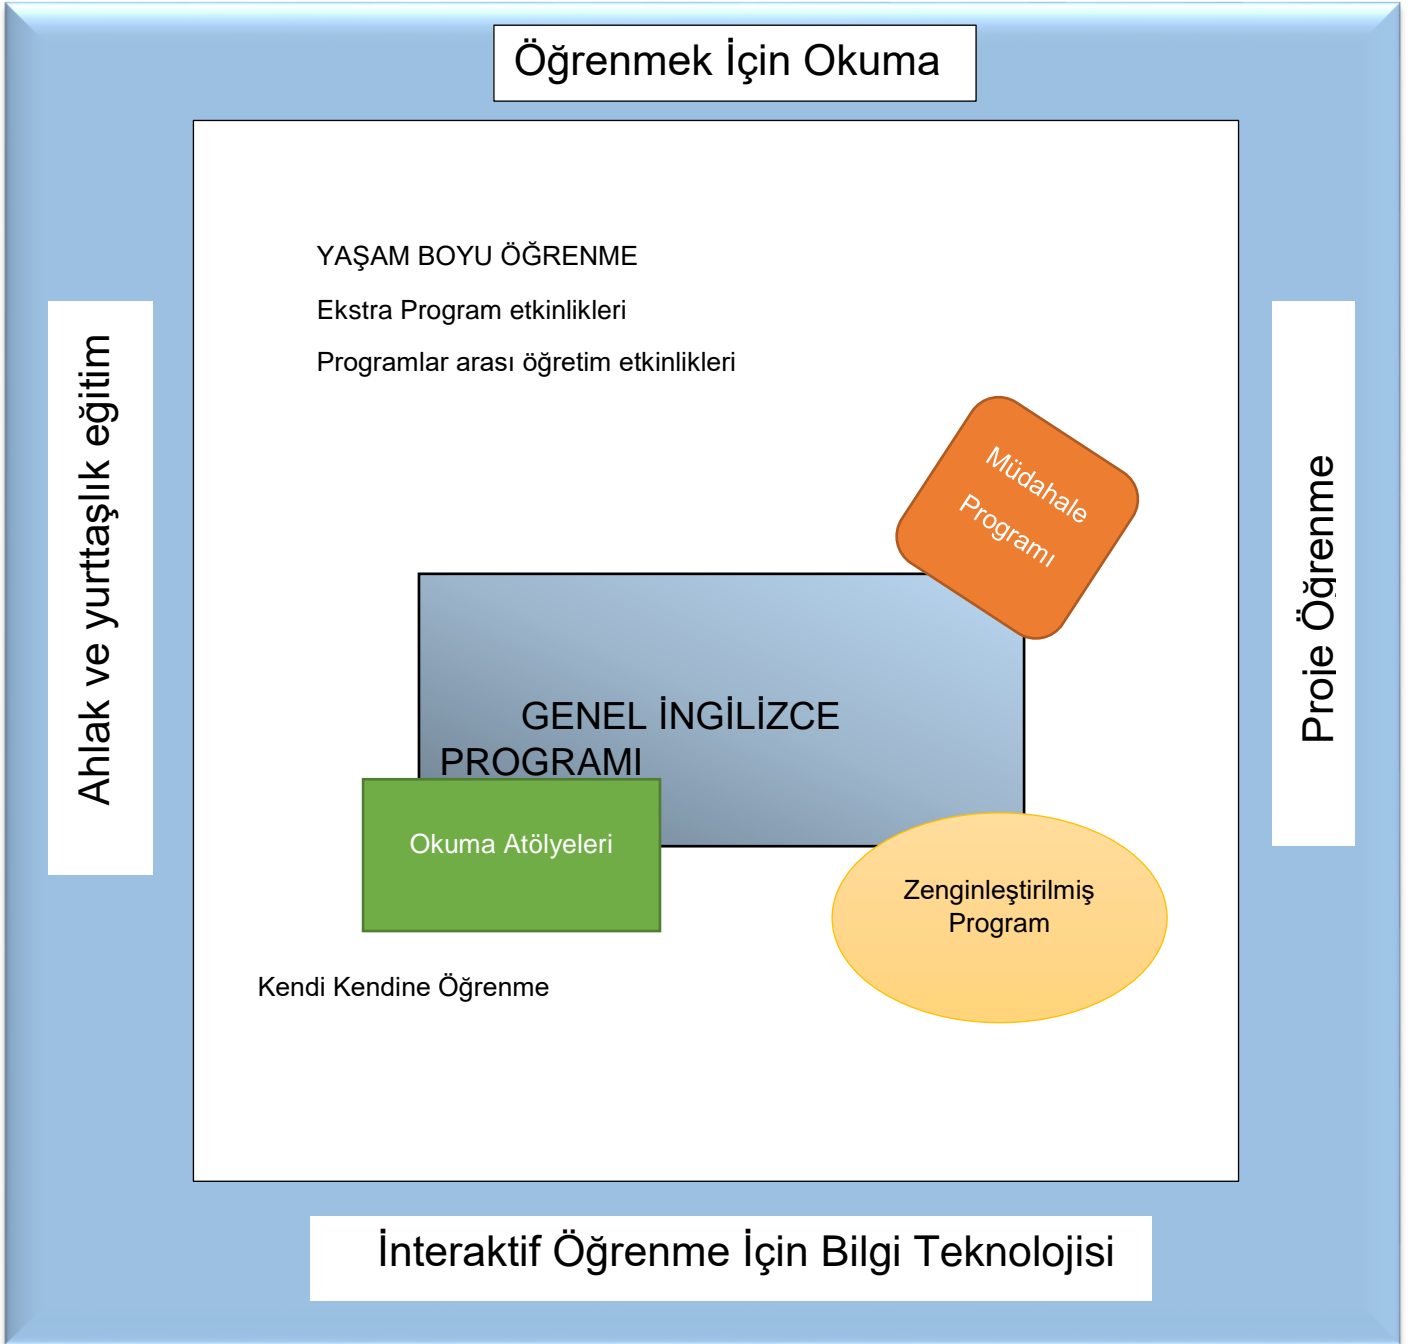 Öğrenmek İçin Okuma
YAŞAM BOYU ÖĞRENME
Ekstra Program etkinlikleri
Programlar arası öğretim etkinlikleri
Ahlak ve yurttaşlık eğitim
Müdahale
Programı
Proje Öğrenme
GENEL İNGİLİZCE
PROGRAMI
Okuma Atölyeleri
Zenginleştirilmiş
Program
Kendi Kendine Öğrenme
İnteraktif Öğrenme İçin Bilgi Teknolojisi